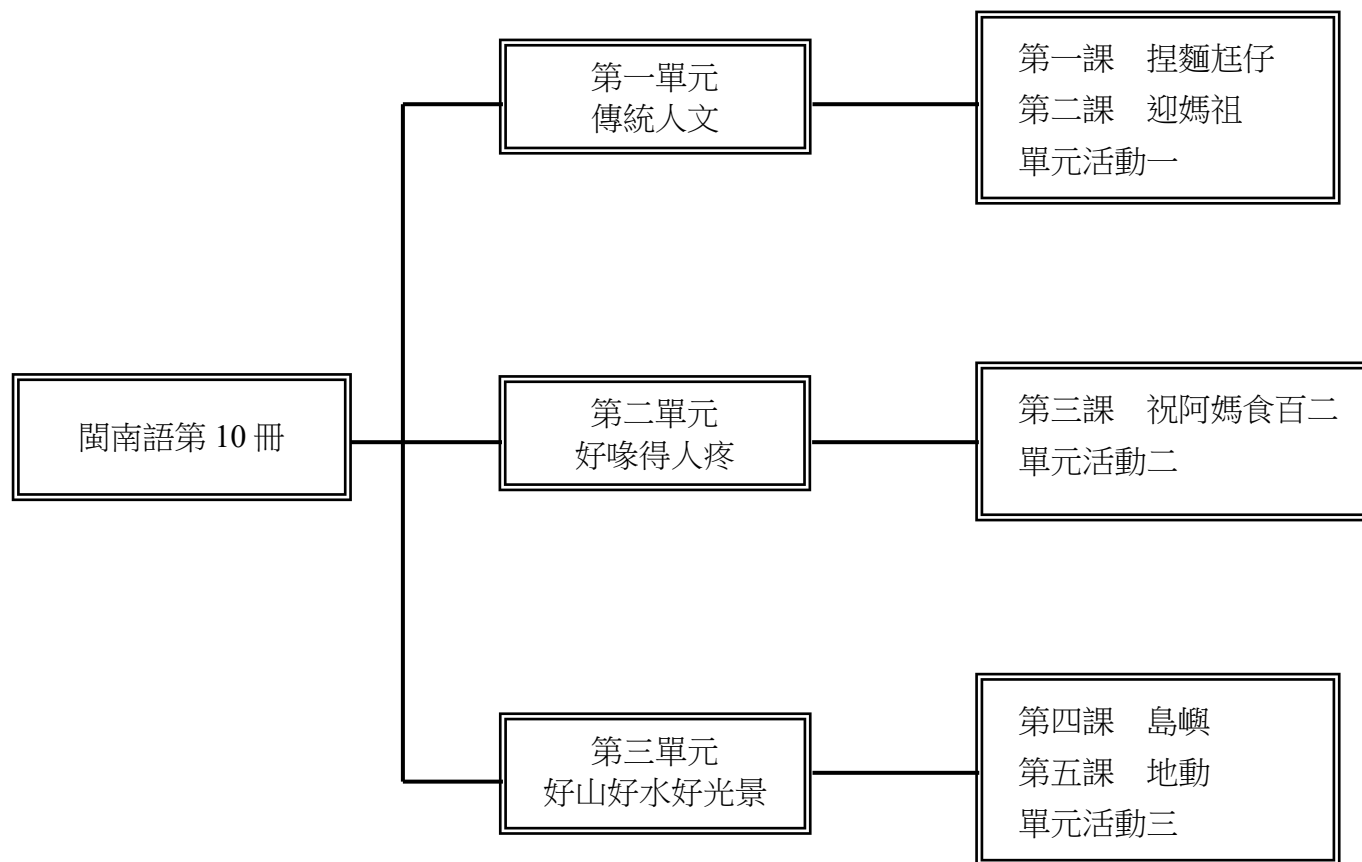 閩南語第 10 冊
第一單元
傳統人文
第一課 捏麵尪仔
第二課 迎媽祖
單元活動一
第二單元
好喙得人疼
第三課 祝阿媽食百二
單元活動二
第三單元
好山好水好光景
第四課 島嶼
第五課 地動
單元活動三